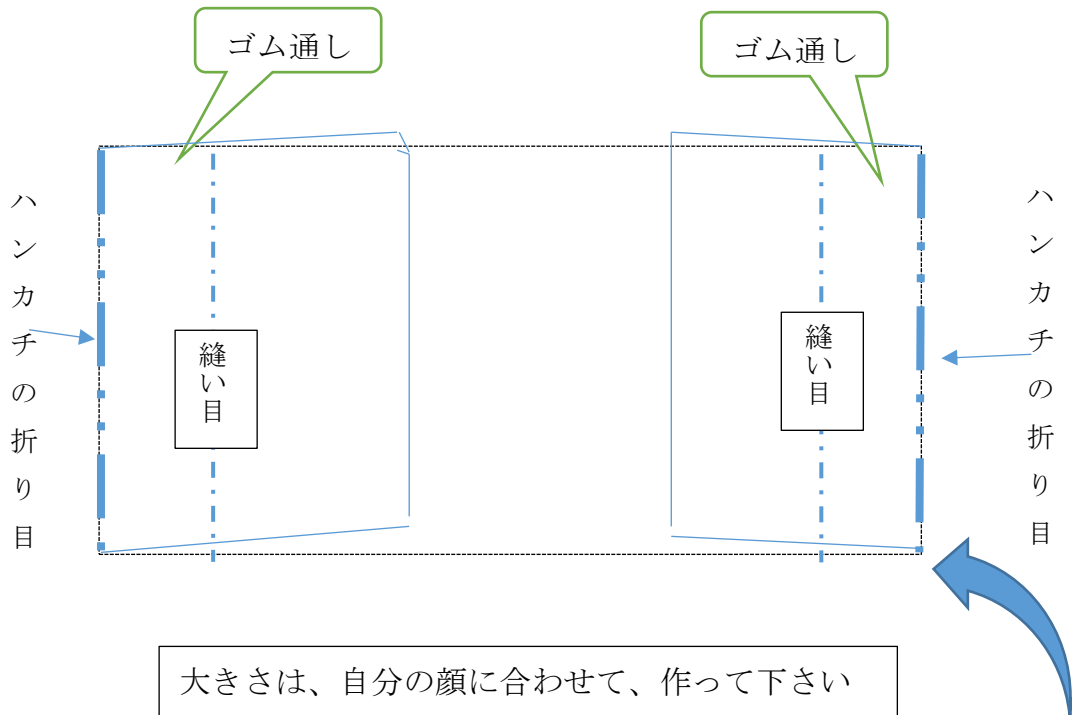 ゴム通し
ゴム通し
ハンカチの折り目
縫い目
縫い目
ハンカチの折り目
大きさは、自分の顔に合わせて、作って下さい